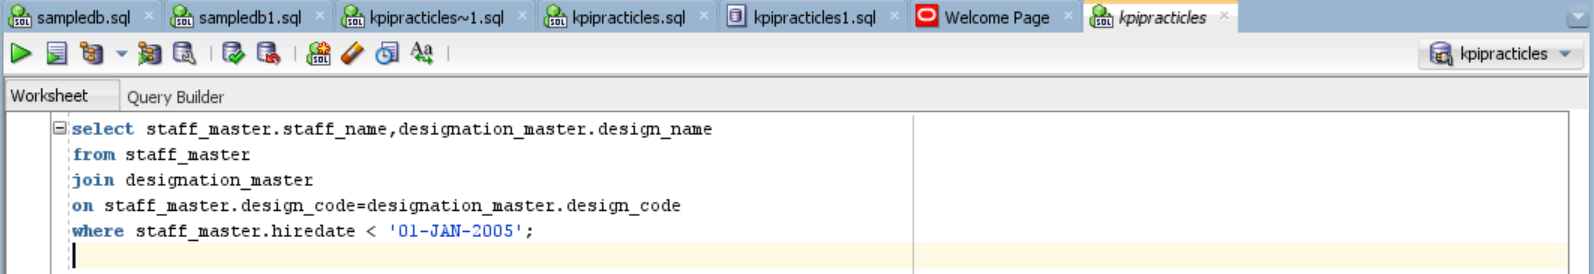 sampledb.sql sampledb1.sql kpipracticles~1.sql kpipracticles.sql kpipracticles1.sql Welcome Page kpipracticles
SQL Aa kpipracticles
Worksheet Query Builder
select staff_master.staff_name,designation_master.design_name
from staff_master
join designation_master
on staff_master.design_code=designation_master.design_code
where staff_master.hiredate < '01-JAN-2005';